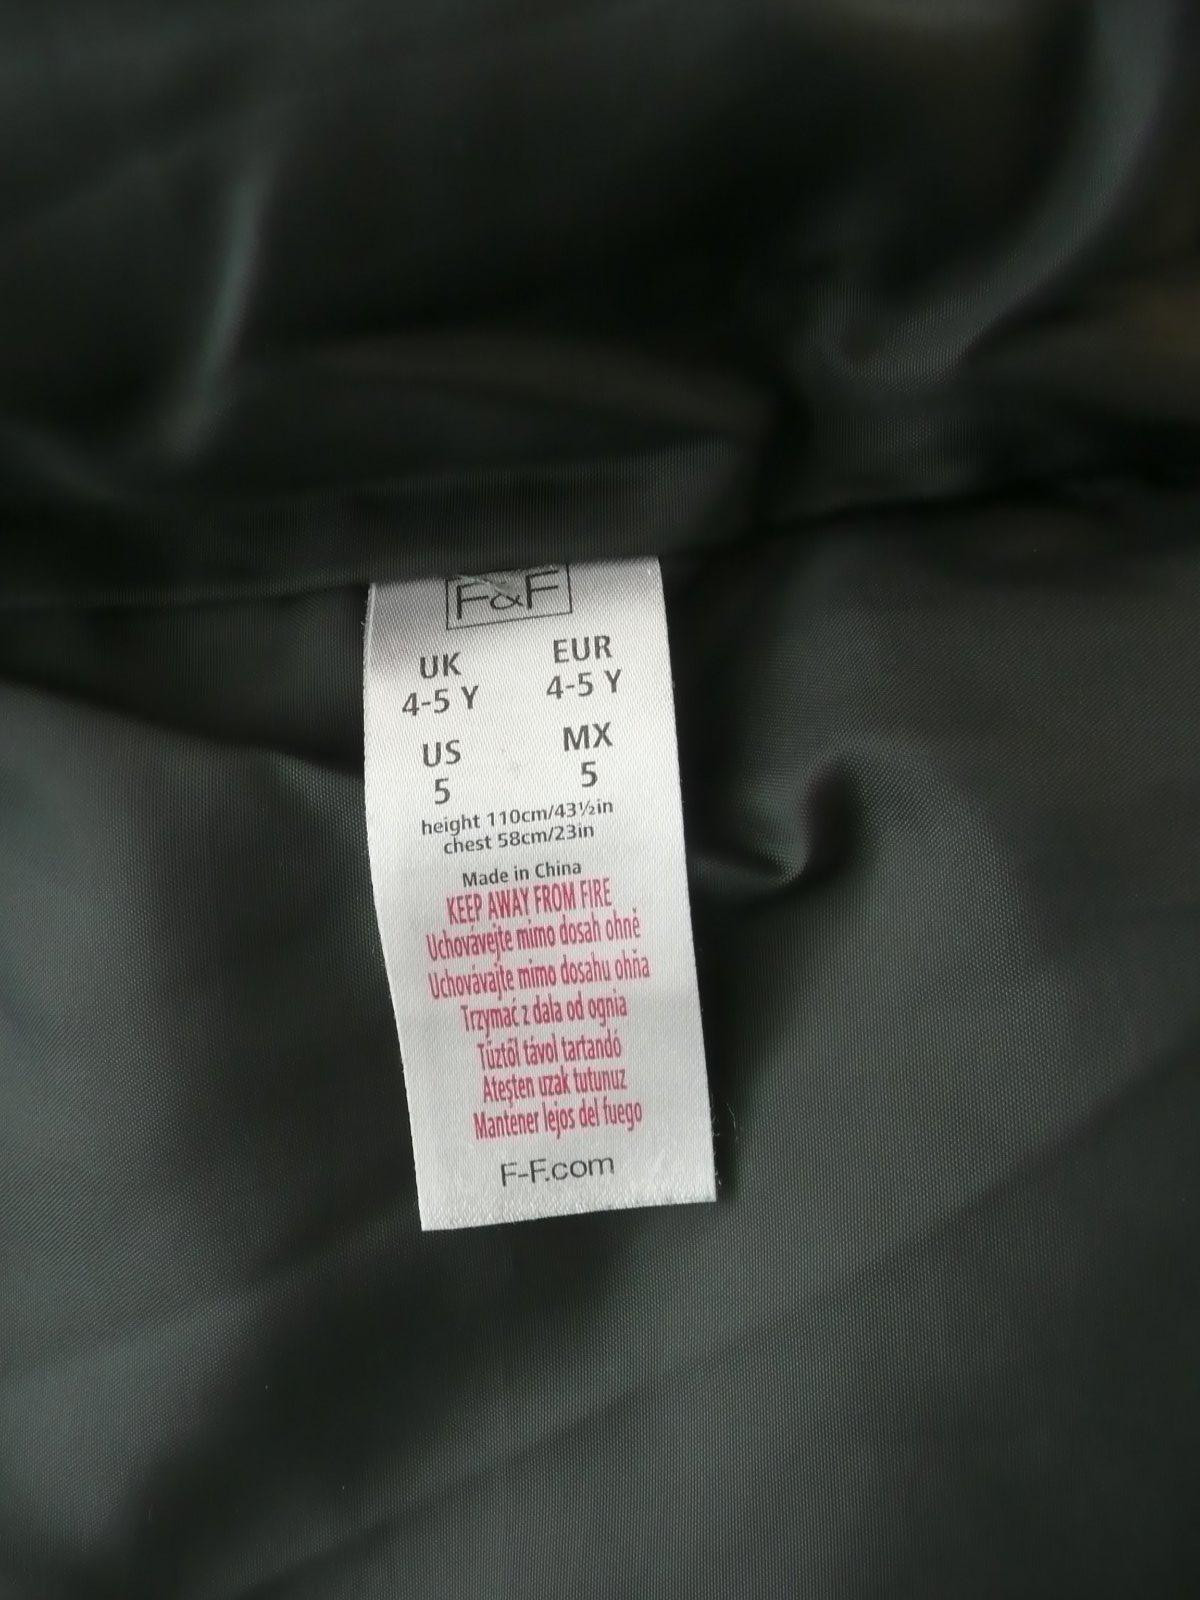 F&F
UK EUR
4-5 Y 4-5 Y
US MX
5 5
height 110cm/43½in
chest 58cm/23in
Made in China
KEEP AWAY FROM FIRE
Uchovávejte mimo dosah ohně
Uchovávajte mimo dosahu ohňa
Trzymać z dala od ognia
Tűztől távol tartandó
Ateşten uzak tutunuz
Mantener lejos del fuego
F-F.com